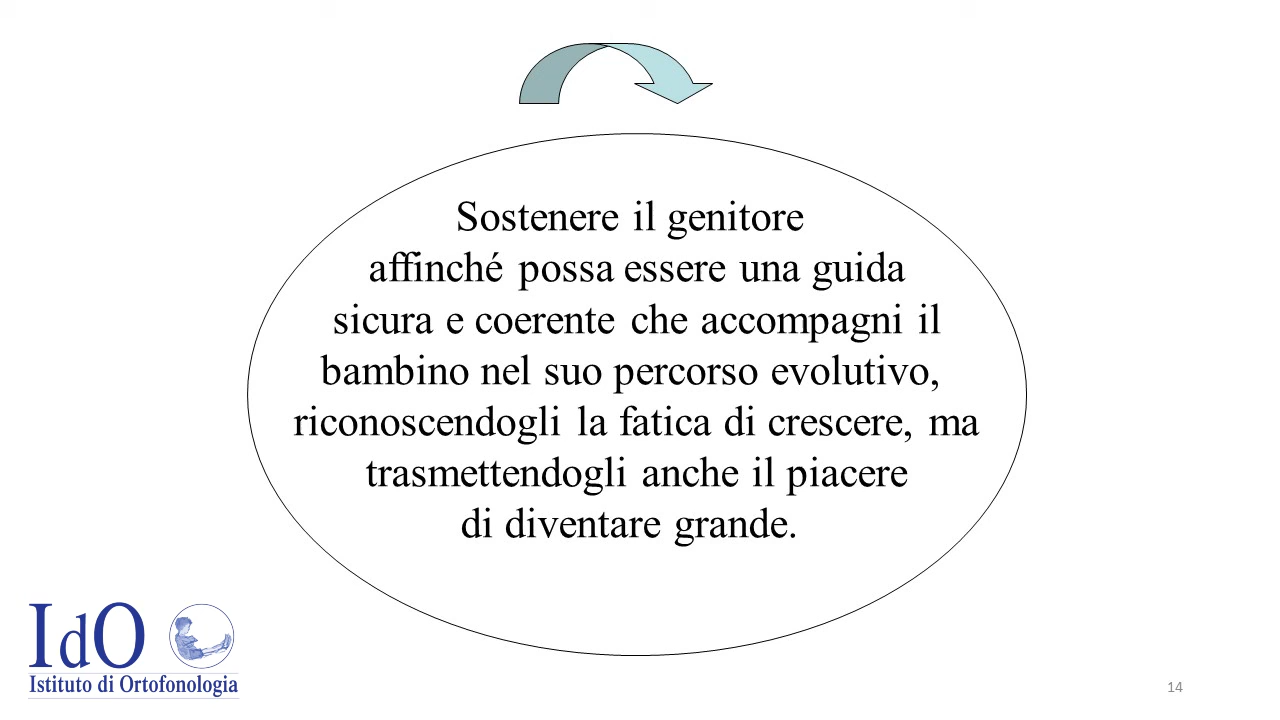 Sostenere il genitore
affinché possa essere una guida
sicura e coerente che accompagni il
bambino nel suo percorso evolutivo,
riconoscendogli la fatica di crescere, ma
trasmettendogli anche il piacere
di diventare grande.
IdO
Istituto di Ortofonologia
14